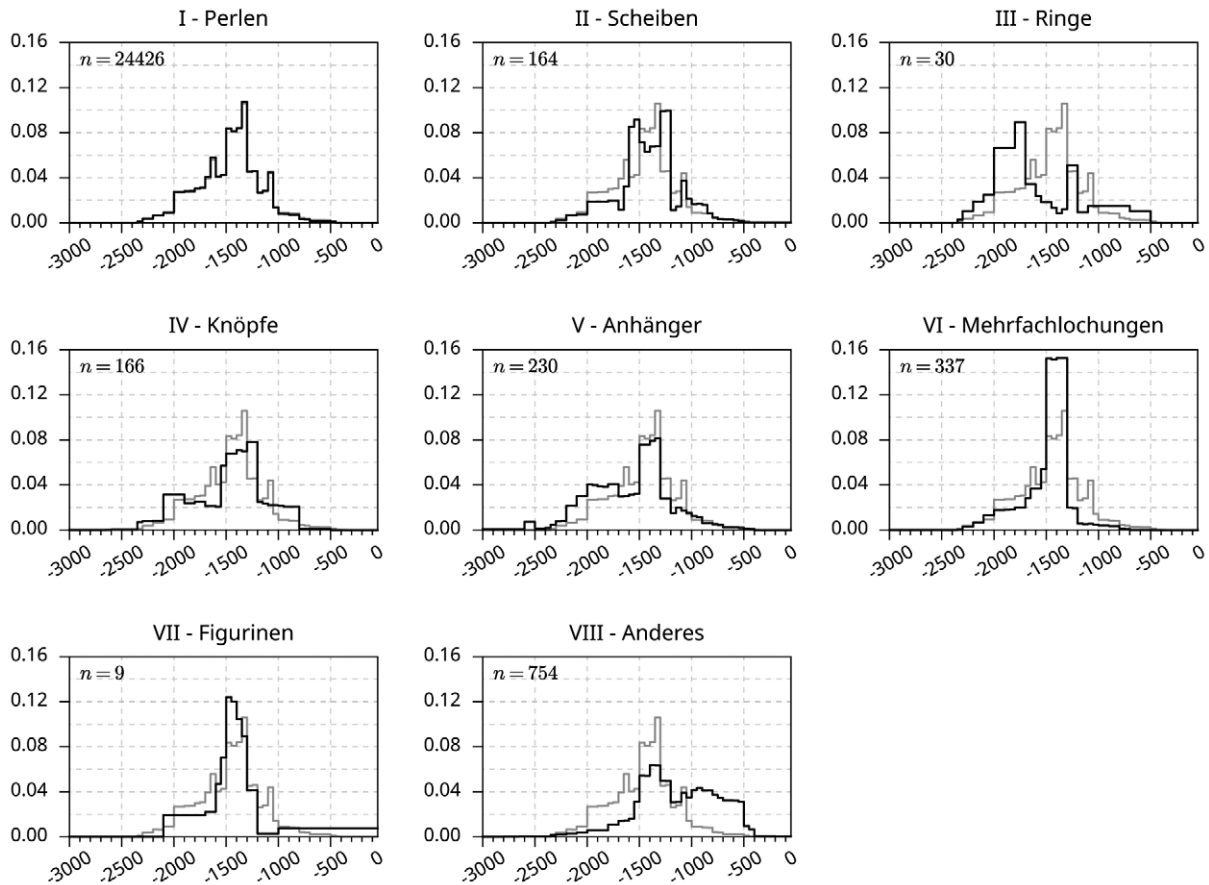 I - Perlen
II - Scheiben
III - Ringe
0.16 0.12 0.08 0.04 0.00
n = 24426
-3000 -2500 -2000 -1500 -1000 -500 0
0.16 0.12 0.08 0.04 0.00
n = 164
-3000 -2500 -2000 -1500 -1000 -500 0
0.16 0.12 0.08 0.04 0.00
n = 30
-3000 -2500 -2000 -1500 -1000 -500 0
IV - Knöpfe
V - Anhänger
VI - Mehrfachlochungen
0.16 0.12 0.08 0.04 0.00
n = 166
-3000 -2500 -2000 -1500 -1000 -500 0
0.16 0.12 0.08 0.04 0.00
n = 230
-3000 -2500 -2000 -1500 -1000 -500 0
0.16 0.12 0.08 0.04 0.00
n = 337
-3000 -2500 -2000 -1500 -1000 -500 0
VII - Figurinen
VIII - Anderes
0.16 0.12 0.08 0.04 0.00
n = 9
-3000 -2500 -2000 -1500 -1000 -500 0
0.16 0.12 0.08 0.04 0.00
n = 754
-3000 -2500 -2000 -1500 -1000 -500 0